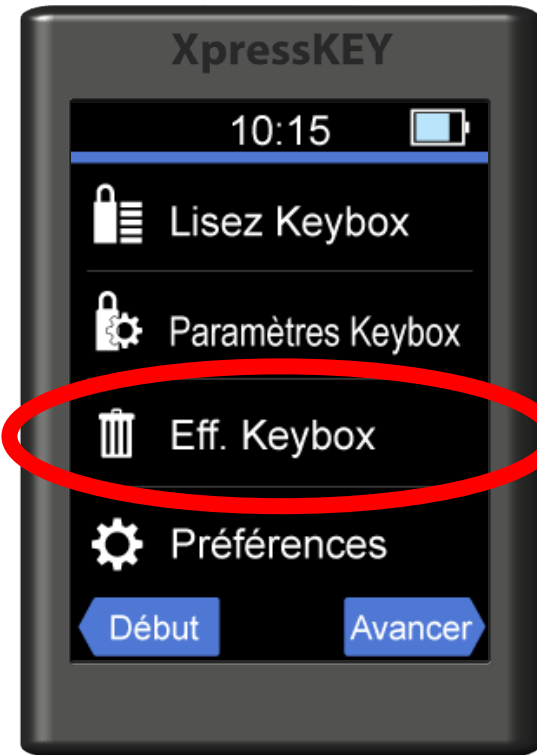 XpressKEY
10:15
Lisez Keybox
Paramètres Keybox
Eff. Keybox
Préférences
Début Avancer